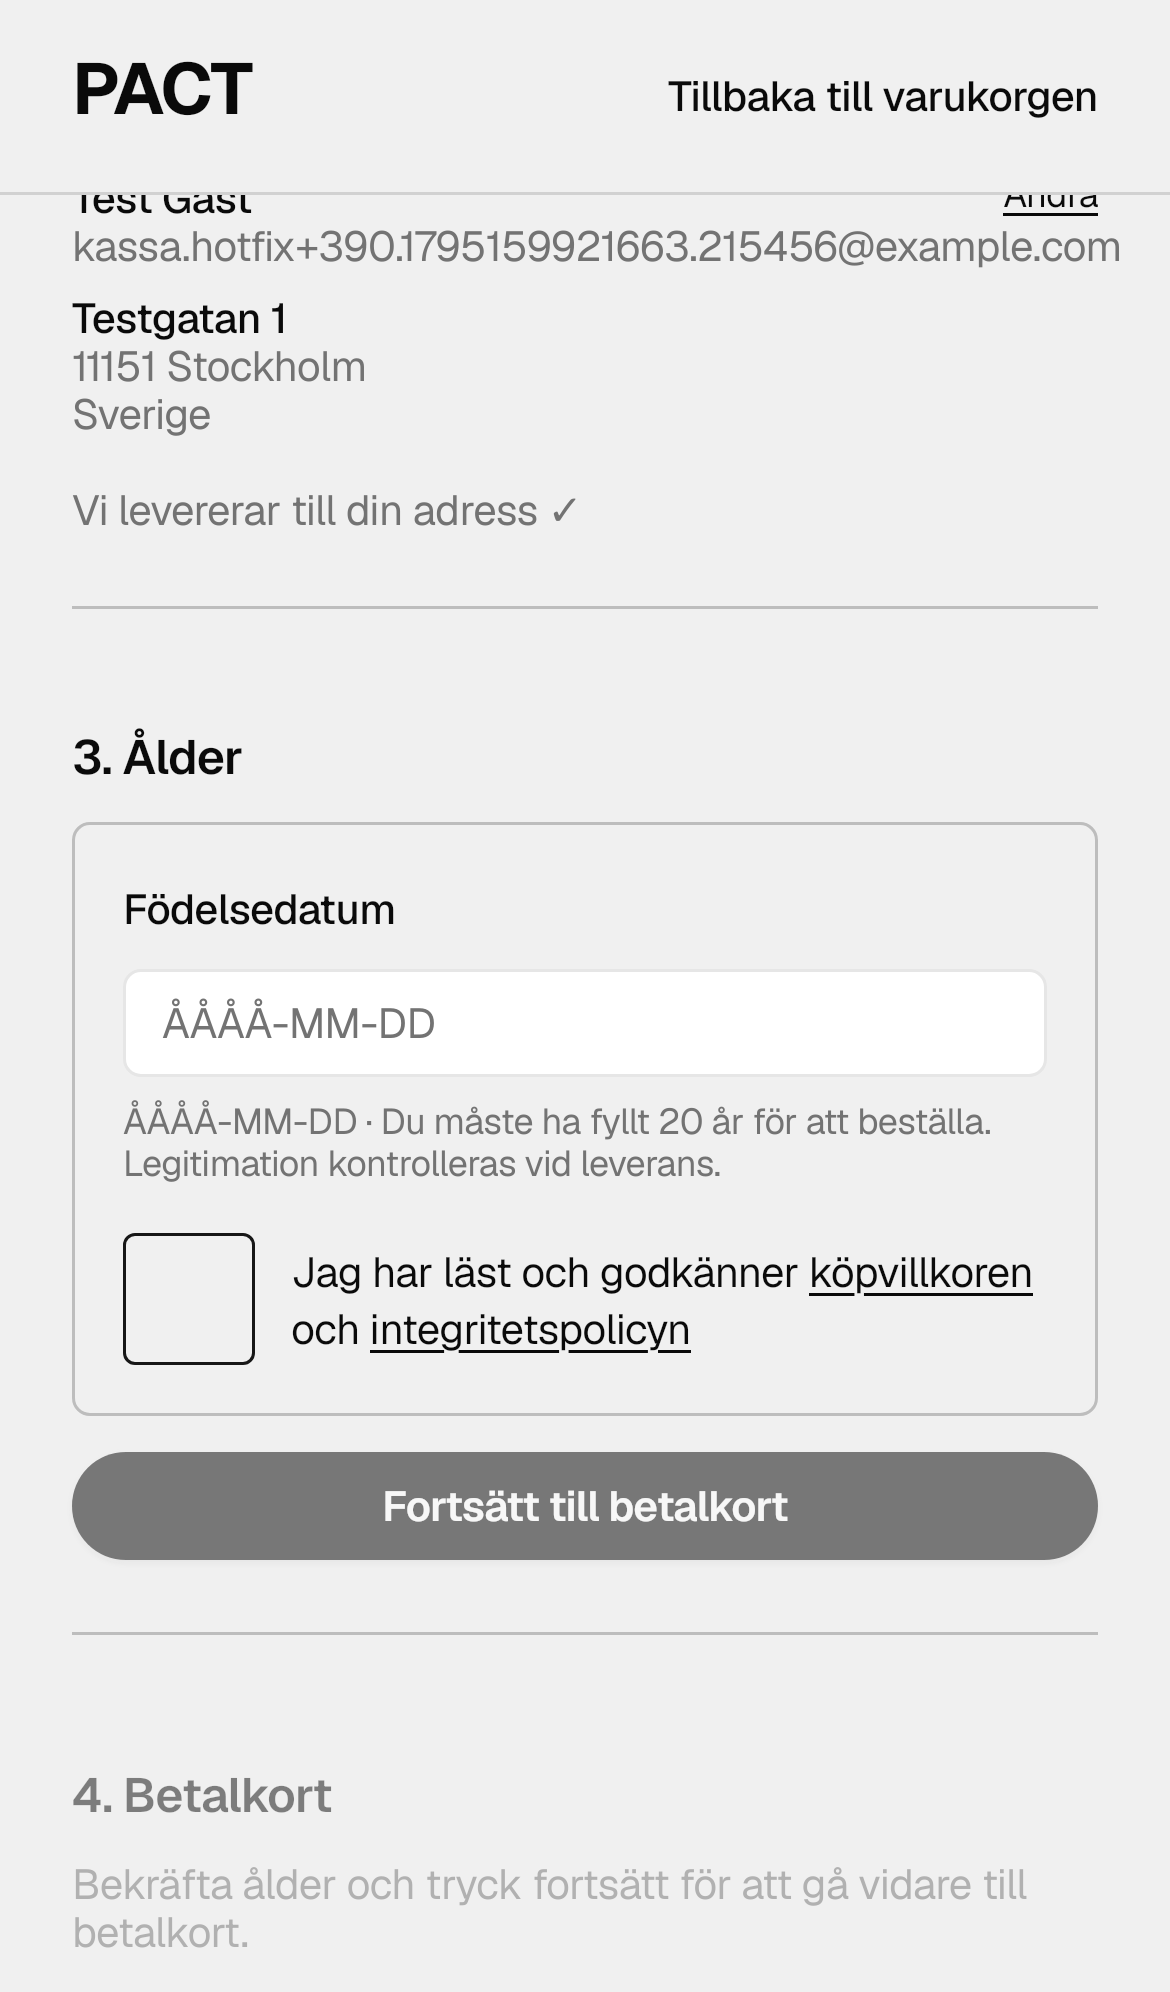 PACT
Tillbaka till varukorgen
Test Gäst
Ändra
kassa.hotfix+390.1795159921663.215456@example.com
Testgatan 1
11151 Stockholm
Sverige
Vi levererar till din adress ✓
3. Ålder
Födelsedatum
ÅÅÅÅ-MM-DD
ÅÅÅÅ-MM-DD · Du måste ha fyllt 20 år för att beställa.
Legitimation kontrolleras vid leverans.
Jag har läst och godkänner köpvillkoren
och integritetspolicyn
Fortsätt till betalkort
4. Betalkort
Bekräfta ålder och tryck fortsätt för att gå vidare till
betalkort.